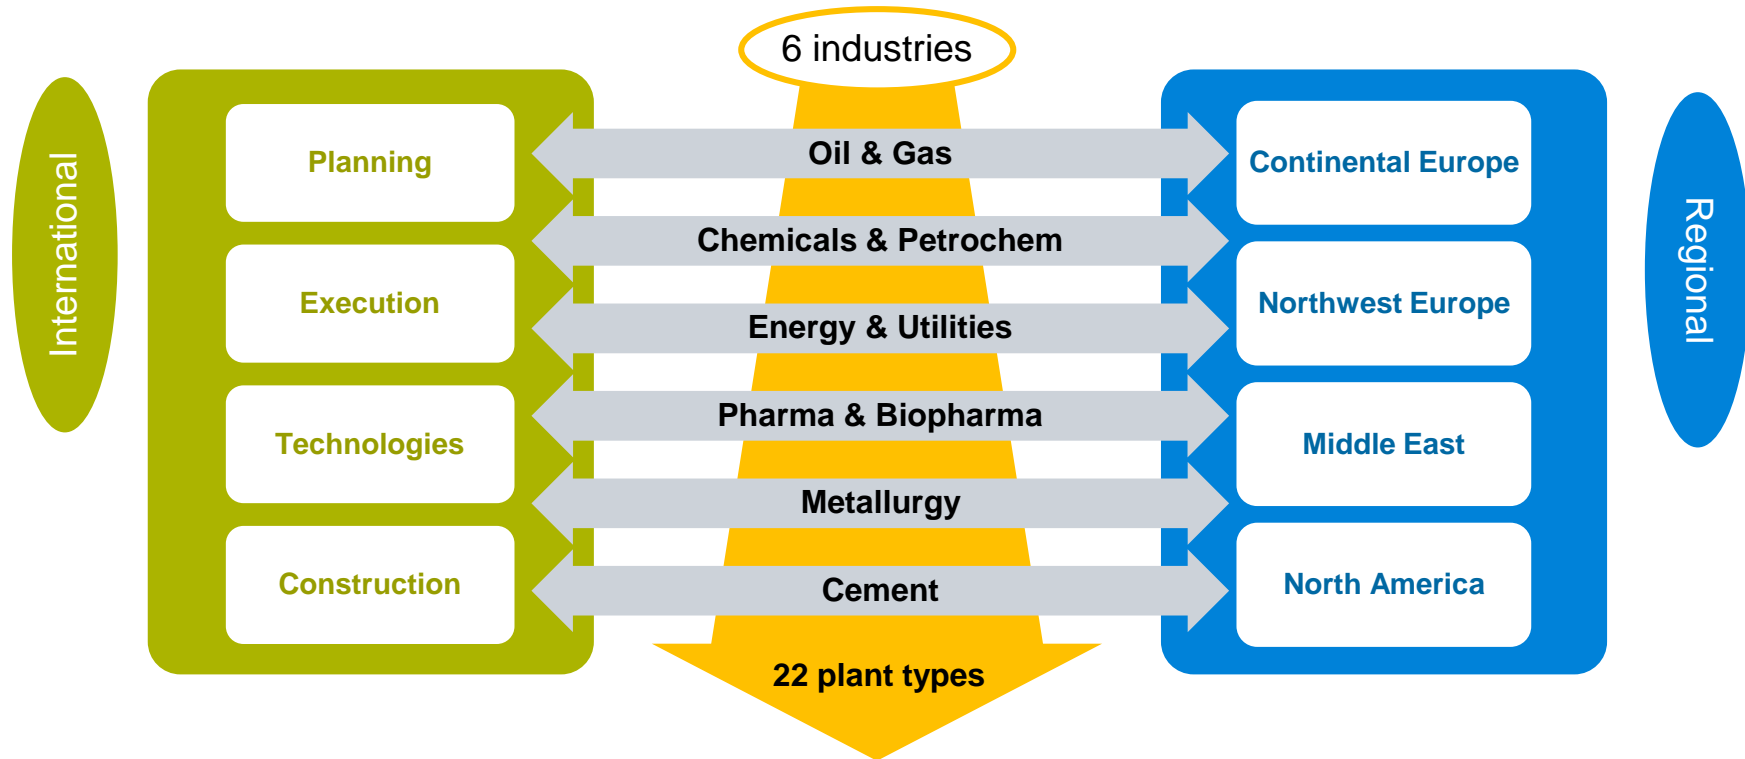 6 industries
International
Planning
Execution
Technologies
Construction
Oil & Gas
Chemicals & Petrochem
Energy & Utilities
Pharma & Biopharma
Metallurgy
Cement
22 plant types
Continental Europe
Northwest Europe
Middle East
North America
Regional